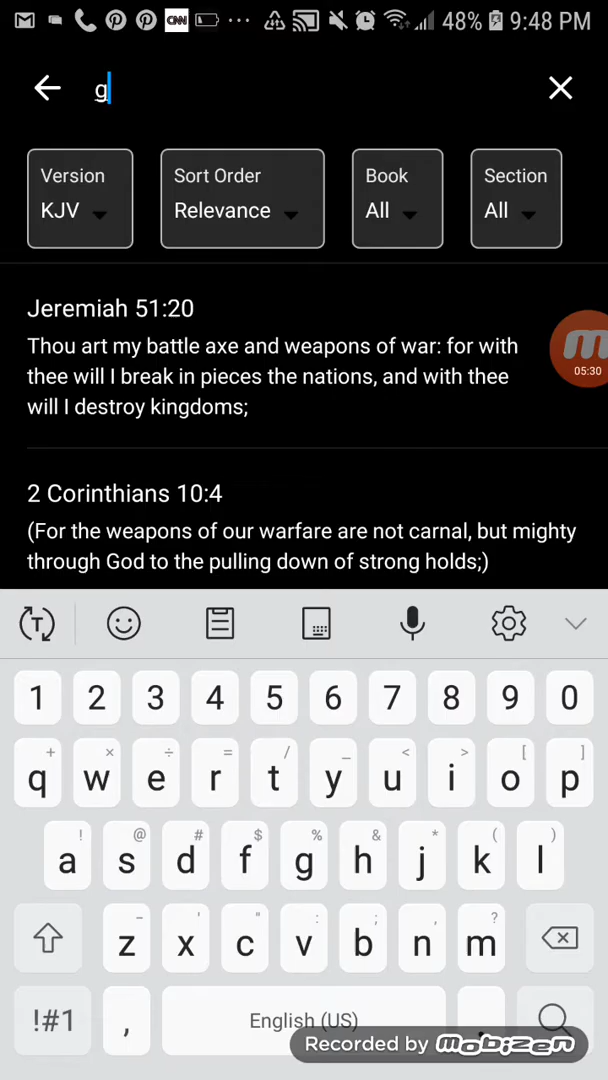 CNN ... 48% 9:48 PM
g
Version Sort Order Book Section
KJV Relevance All All
Jeremiah 51:20
Thou art my battle axe and weapons of war: for with
thee will I break in pieces the nations, and with thee
will I destroy kingdoms;
05:30
2 Corinthians 10:4
(For the weapons of our warfare are not carnal, but mighty
through God to the pulling down of strong holds;)
T
1 2 3 4 5 6 7 8 9 0
+ × ÷ = / _ < > [ ]
q w e r t y u i o p
! @ # $ % & * ( )
a s d f g h j k l
- ' " : ; , ?
z x c v b n m
!#1 , English (US) .
Recorded by mobizen